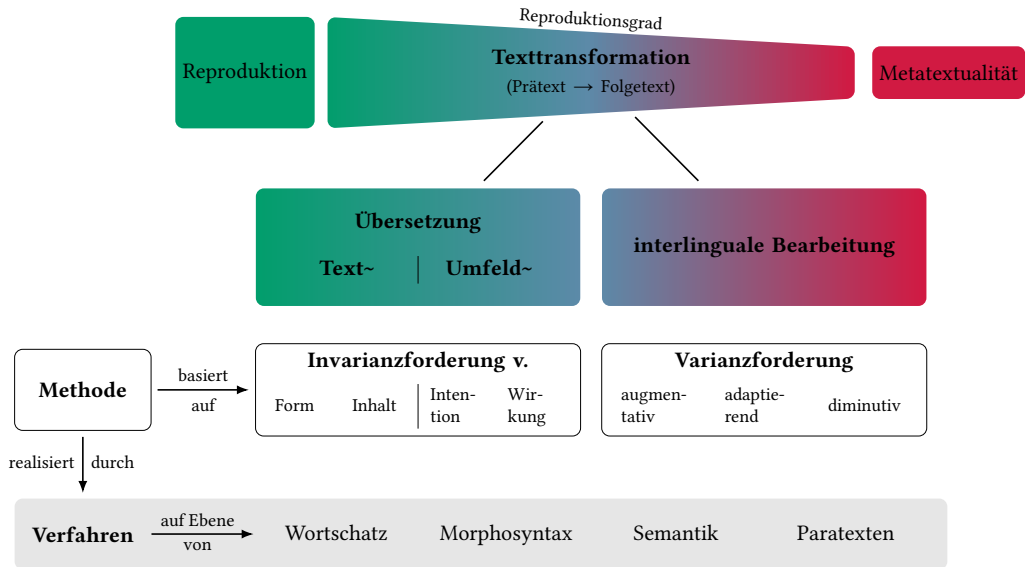 Reproduktionsgrad
Reproduktion
Texttransformation
(Prätext → Folgetext)
Metatextualität
Übersetzung
Text~ | Umfeld~
interlinguale Bearbeitung
Methode
basiert
auf
Invarianzforderung v.
Form
Inhalt
Inten-
tion
Wir-
kung
Varianzforderung
augmen-
tativ
adaptie-
rend
diminutiv
realisiert
durch
Verfahren
auf Ebene
von
Wortschatz
Morphosyntax
Semantik
Paratexten